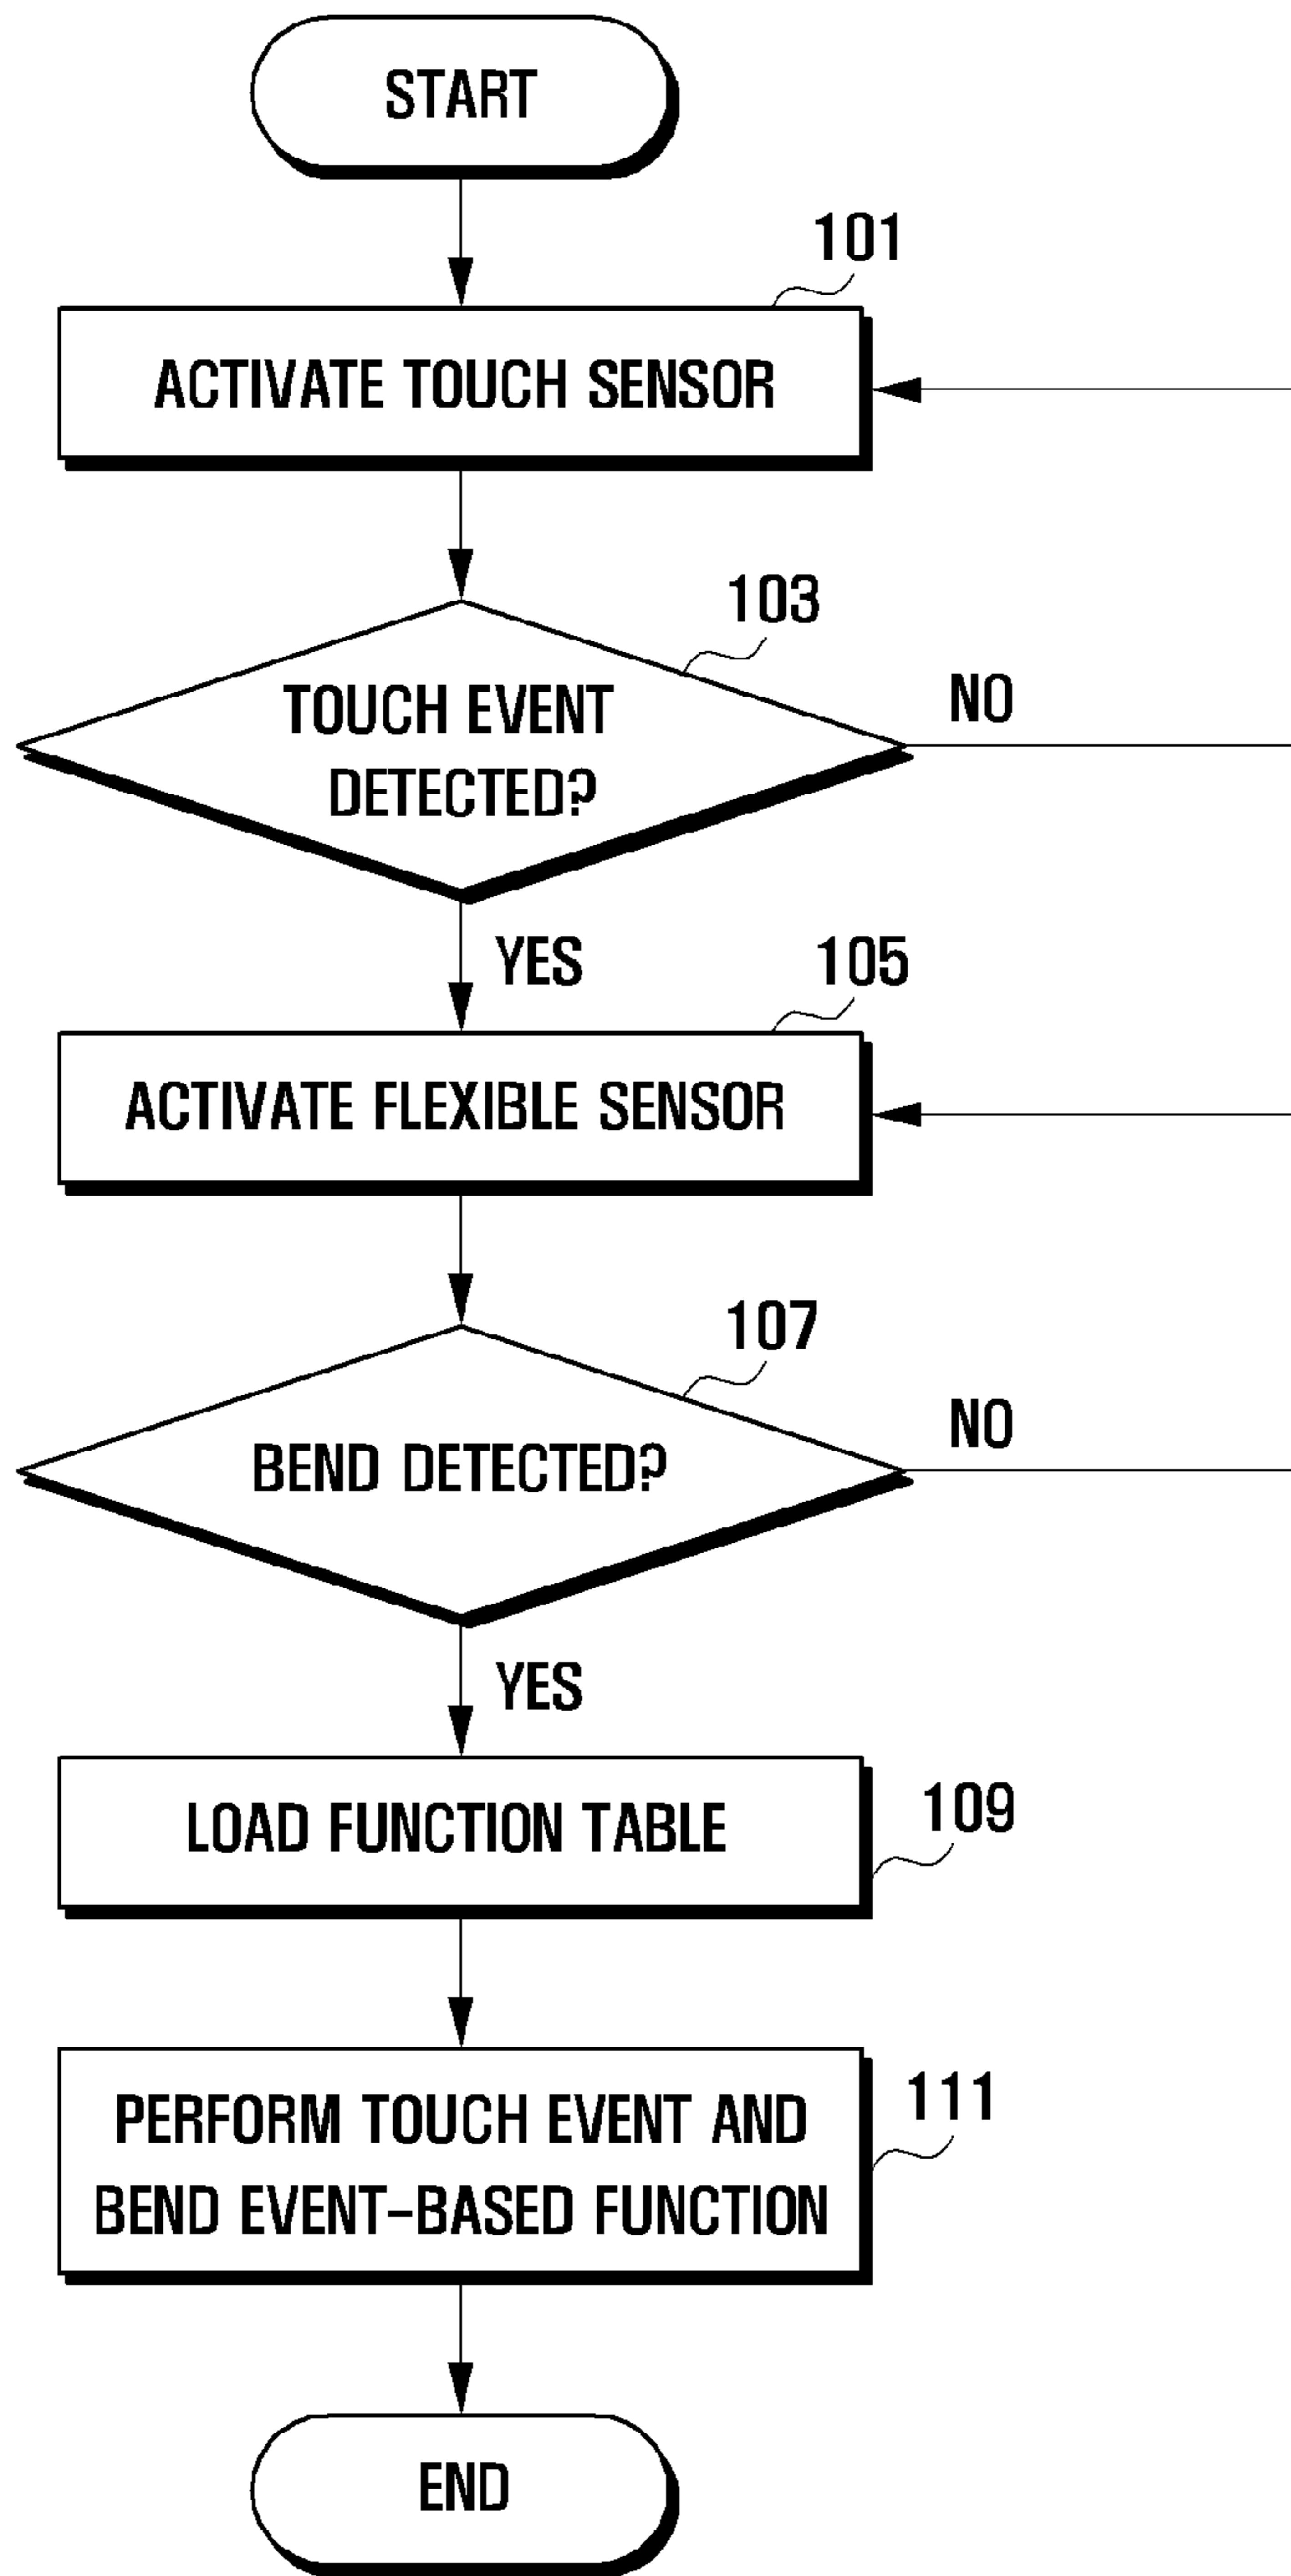 START
101
ACTIVATE TOUCH SENSOR
103
TOUCH EVENT
DETECTED?
NO
YES
105
ACTIVATE FLEXIBLE SENSOR
107
BEND DETECTED?
NO
YES
LOAD FUNCTION TABLE
109
PERFORM TOUCH EVENT AND
BEND EVENT-BASED FUNCTION
111
END